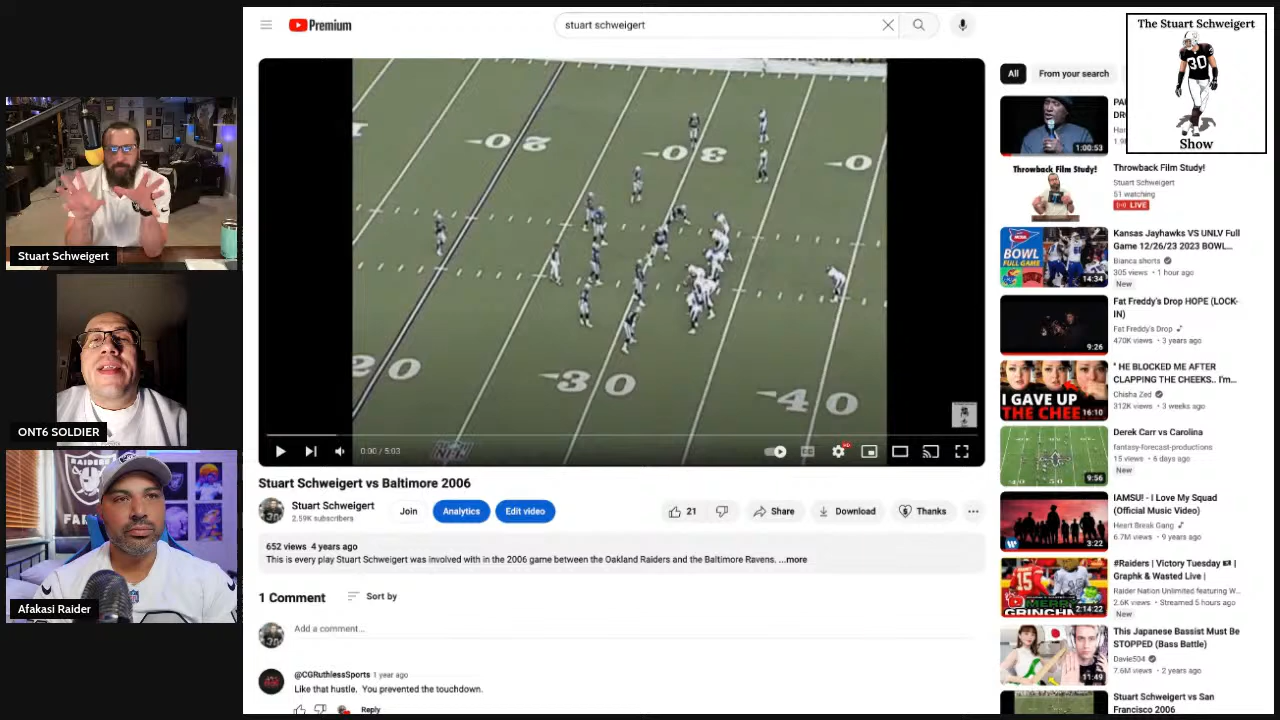 Premium
stuart schweigert
The Stuart Schweigert
30
Show
Stuart Schweigert
ONT6 SOLDIER
RAIDERS
Afakasi Raider
20
30
0
20
30
40
0:00 / 5:03
Stuart Schweigert vs Baltimore 2006
Stuart Schweigert
2.59K subscribers
Join
Analytics
Edit video
21
Share
Download
Thanks
652 views 4 years ago
This is every play Stuart Schweigert was involved with in the 2006 game between the Oakland Raiders and the Baltimore Ravens. ...more
1 Comment
Sort by
Add a comment...
@CGRuthlessSports 1 year ago
Like that hustle. You prevented the touchdown.
Reply
All
From your search
1:00:53
Throwback Film Study!
Throwback Film Study!
Stuart Schweigert
51 watching
LIVE
BOWL
FULL GAME
14:34
Kansas Jayhawks VS UNLV Full
Game 12/26/23 2023 BOWL...
Bianca shorts
305 views • 1 hour ago
New
9:26
Fat Freddy's Drop HOPE (LOCK-
IN)
Fat Freddy's Drop
470K views • 3 years ago
I GAVE UP
THE CHEE
16:10
" HE BLOCKED ME AFTER
CLAPPING THE CHEEKS.. I'm...
Chisha Zed
312K views • 3 weeks ago
9:56
Derek Carr vs Carolina
fantasy-forecast-productions
15 views • 6 days ago
New
3:22
IAMSU! - I Love My Squad
(Official Music Video)
Heart Break Gang
6.7M views • 9 years ago
2:14:22
#Raiders | Victory Tuesday
Graphk & Wasted Live |
Raider Nation Unlimited featuring W...
2.6K views • Streamed 5 hours ago
New
11:49
This Japanese Bassist Must Be
STOPPED (Bass Battle)
Davie504
7.6M views • 2 years ago
Stuart Schweigert vs San
Francisco 2006